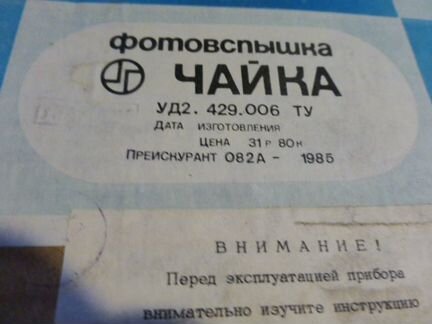 фотовспышка
ЧАЙКА
УД2. 429.006 ТУ
ДАТА ИЗГОТОВЛЕНИЯ
ЦЕНА 31 Р 80 К
ПРЕИСКУРАНТ 082А - 1985
ВНИМАНИЕ!
Перед эксплуатацией прибора
внимательно изучите инструкцию